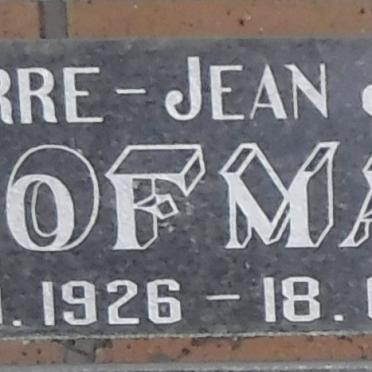 RRE - JEAN
OFMA
1. 1926 - 18.